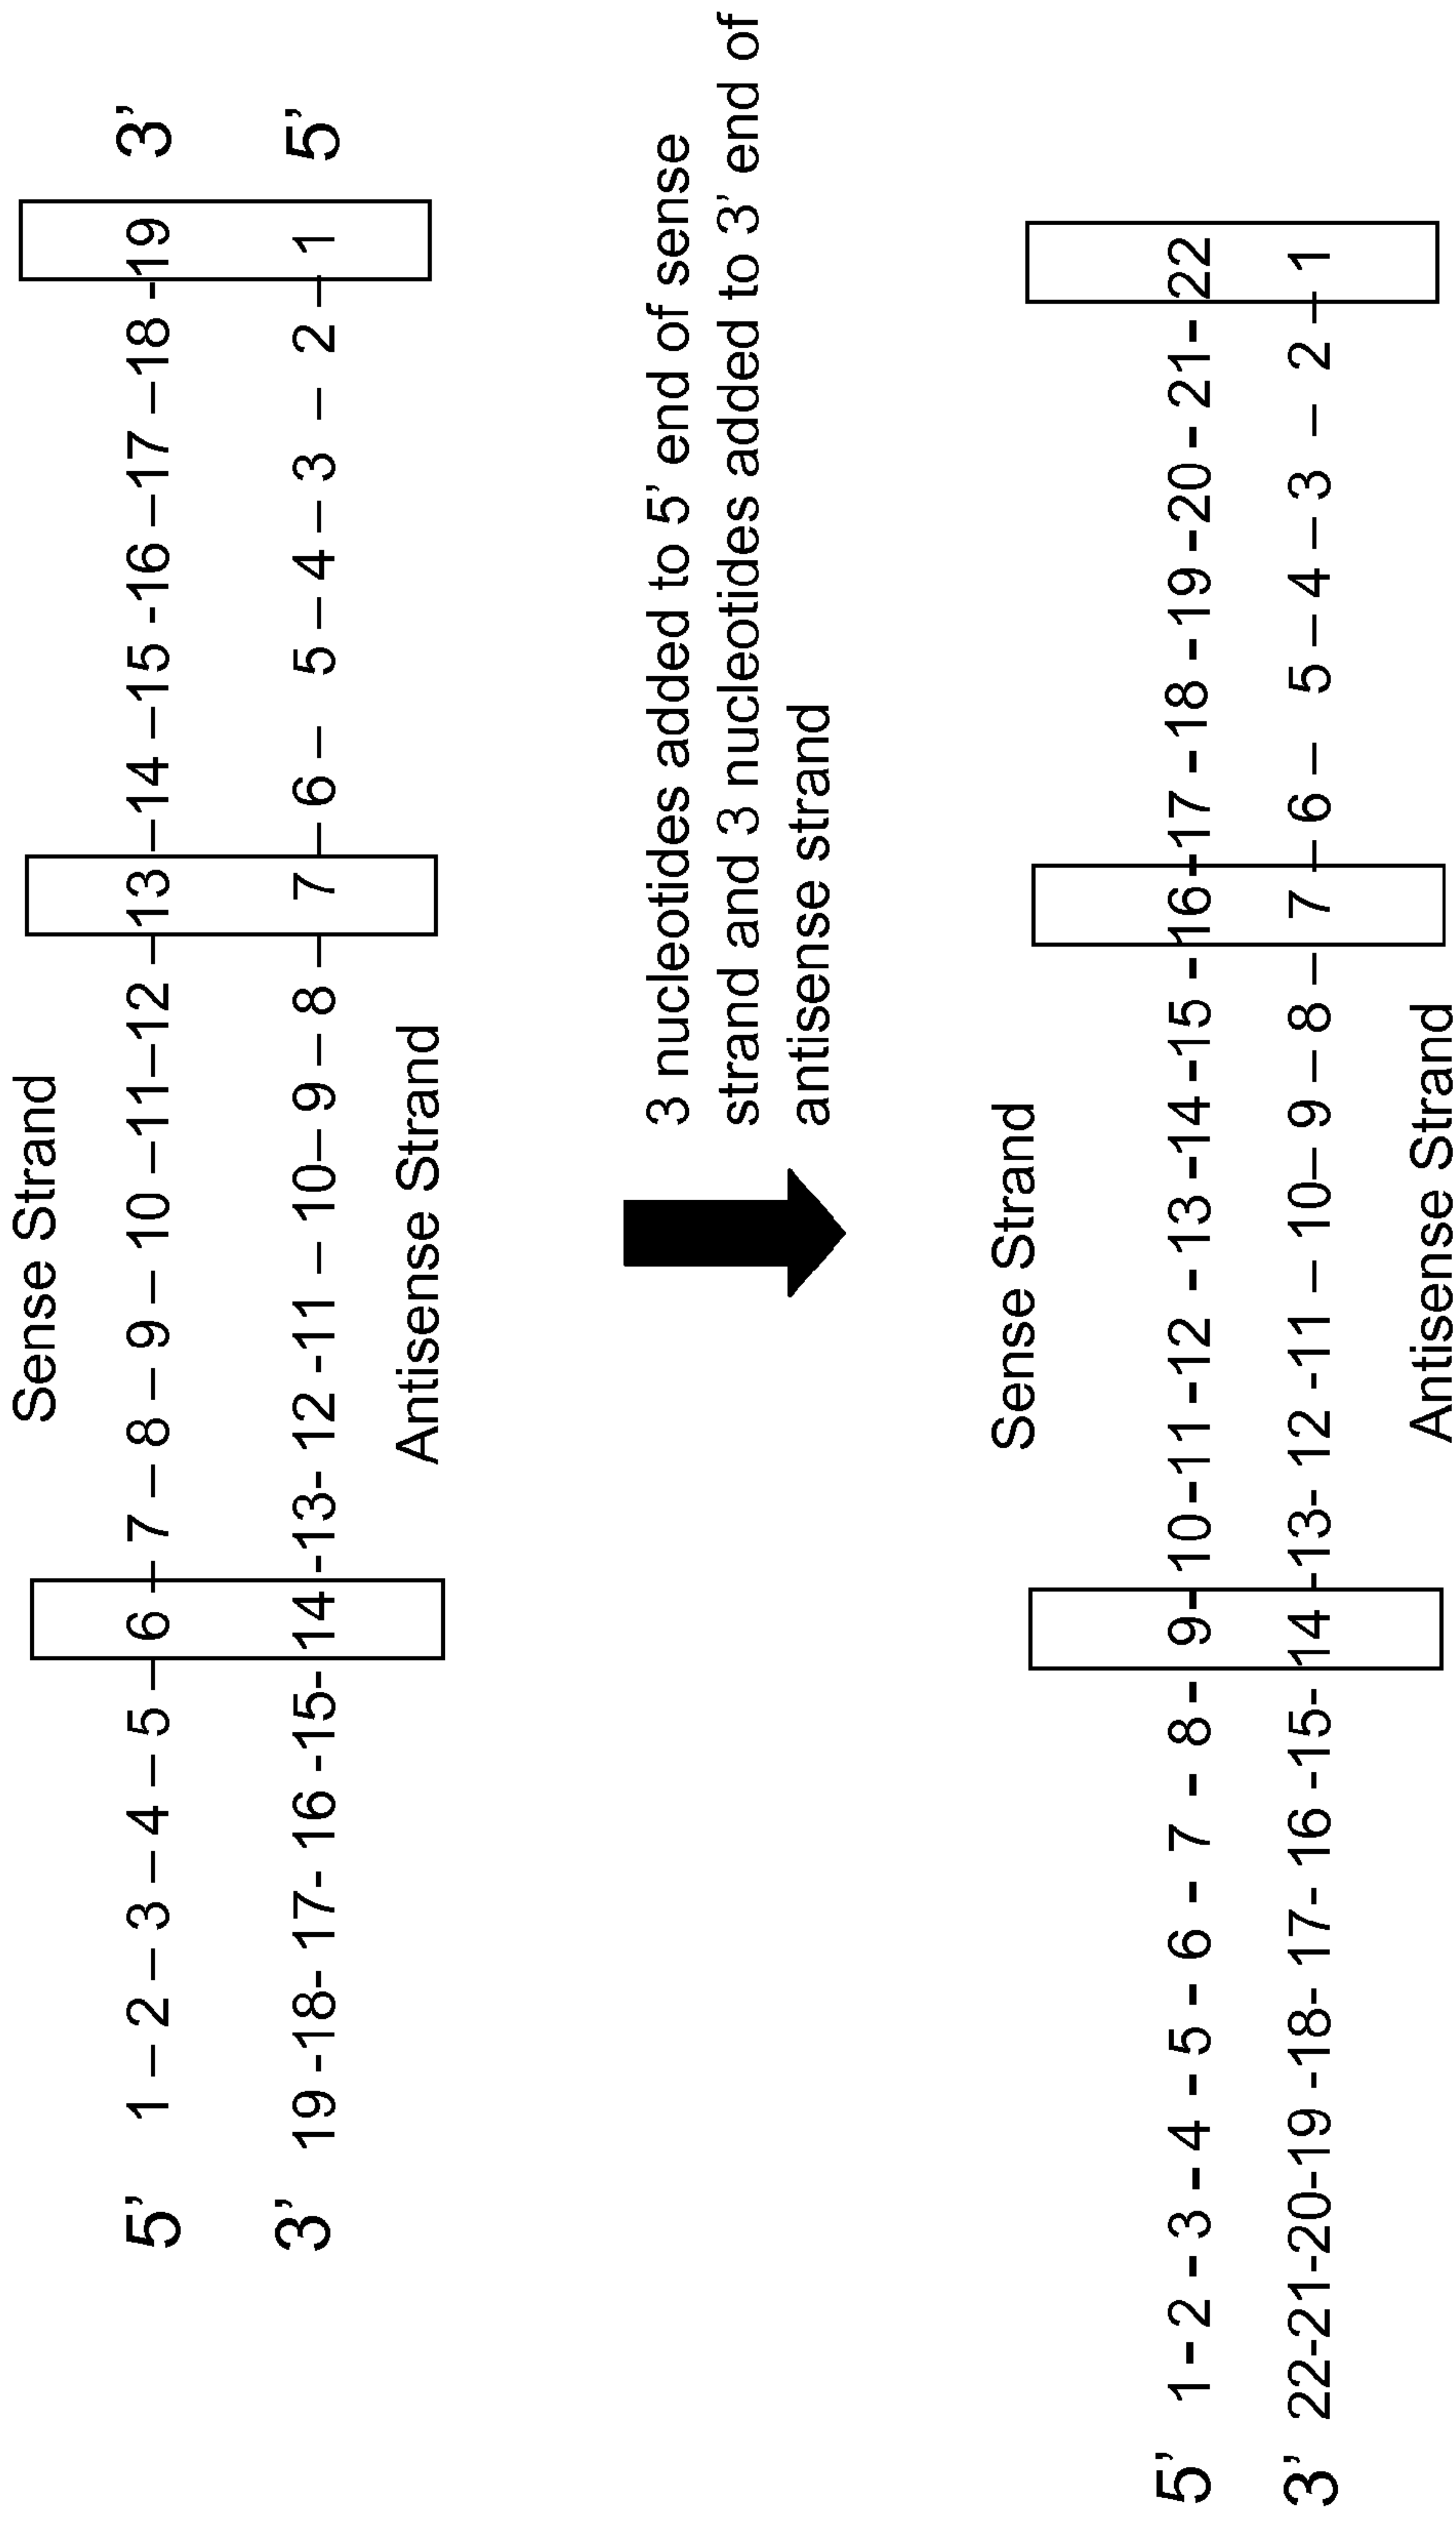 Sense Strand
5’ 1 – 2 – 3 – 4 – 5 – 6 – 7 – 8 – 9 – 10 –11–12 –13 –14 –15 -16 –17 –18 -19 3’
3’ 19 -18- 17- 16 -15- 14 -13- 12 -11 – 10– 9 – 8 – 7 – 6 – 5 – 4 – 3 – 2 – 1 5’
Antisense Strand
3 nucleotides added to 5’ end of sense
strand and 3 nucleotides added to 3’ end of
antisense strand
Sense Strand
5’ 1 - 2 - 3 - 4 - 5 - 6 - 7 - 8 - 9 - 10 -11 -12 - 13 -14 -15 - 16 -17 - 18 - 19 -20 - 21- 22
3’ 22-21-20-19 -18- 17- 16 -15- 14 -13- 12 -11 – 10– 9 – 8 – 7 – 6 – 5 – 4 – 3 – 2 – 1
Antisense Strand